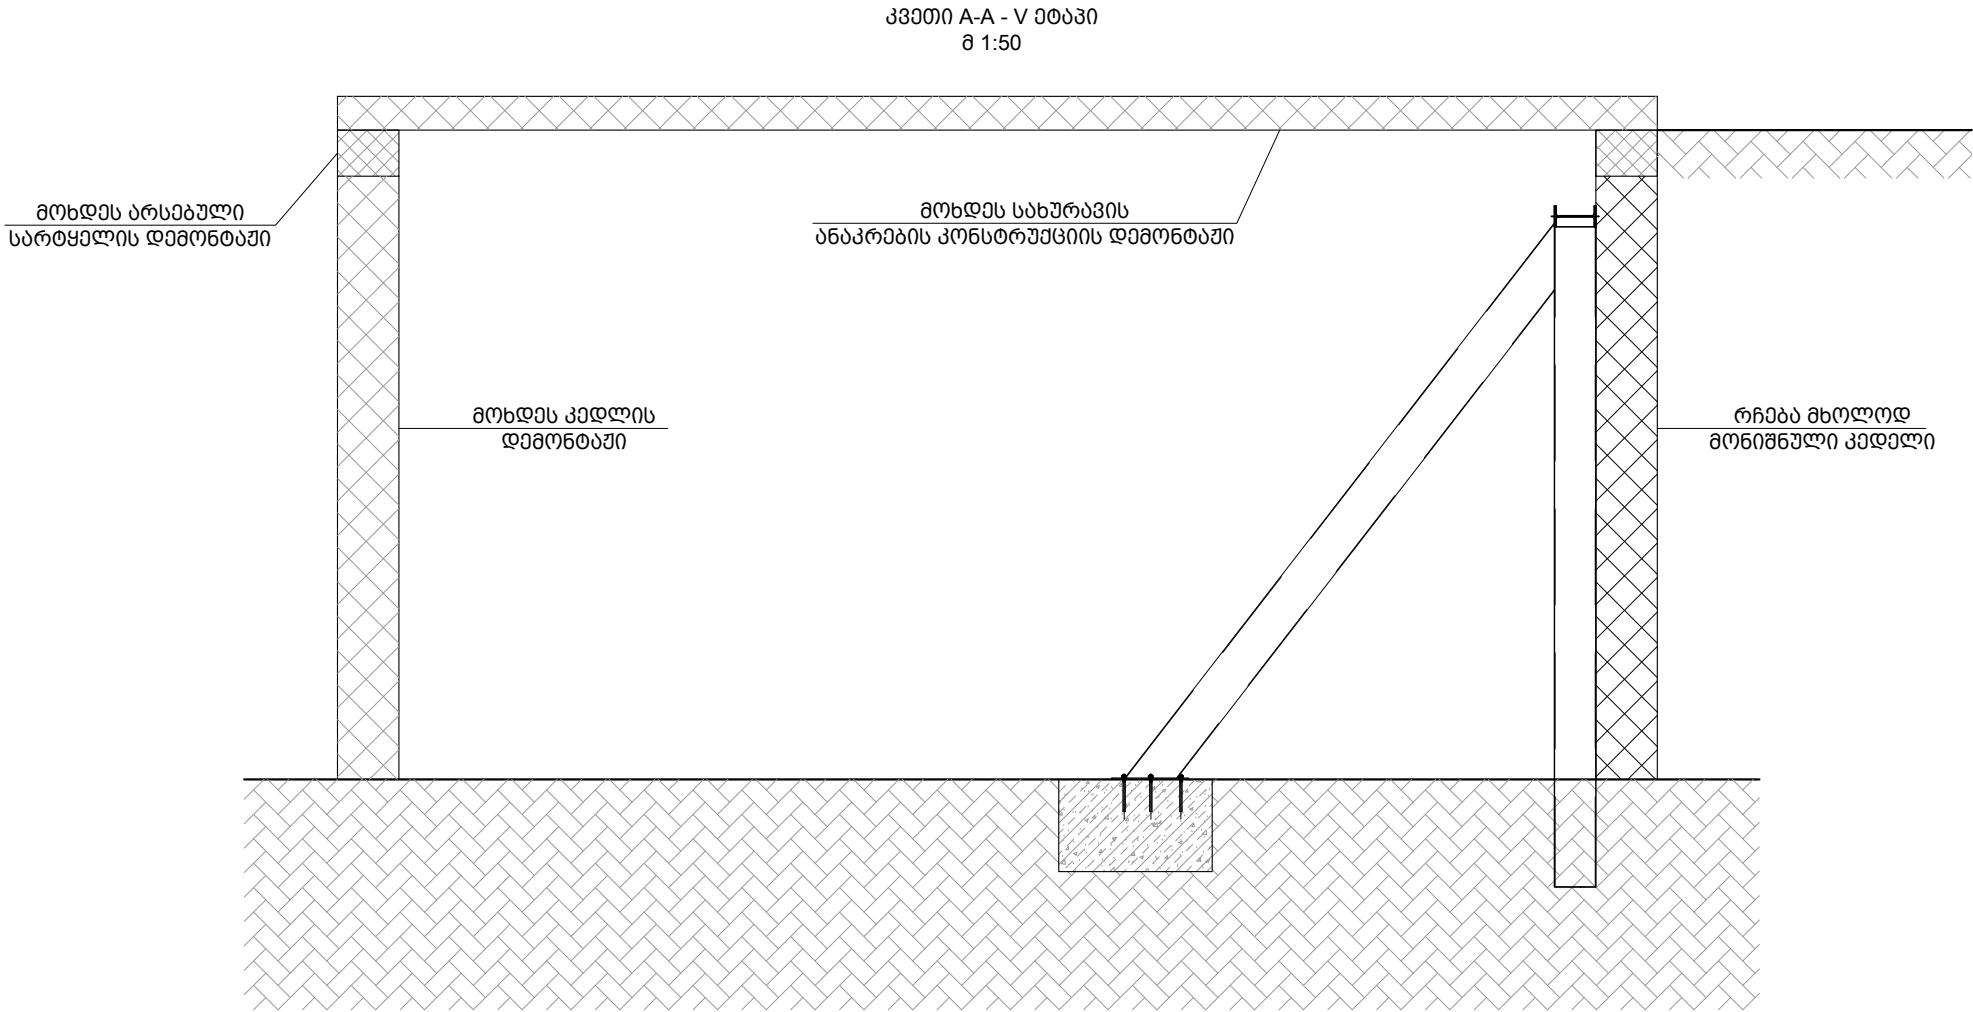 კვეთი A-A - V ეტაპი
მ 1:50
მოხდეს არსებული
სარტყელის დემონტაჟი
მოხდეს სახურავის
ანაკრების კონსტრუქციის დემონტაჟი
მოხდეს კედლის
დემონტაჟი
რჩება მხოლოდ
მონიშნული კედელი